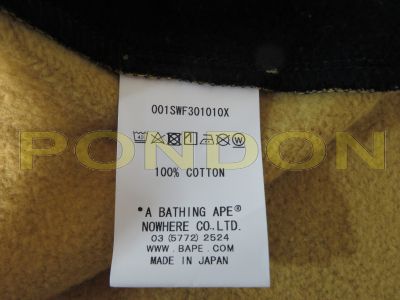 001SWF301010X
PONDON
100% COTTON
*A BATHING APE®
NOWHERE CO.,LTD.
03 (5772) 2524
WWW.BAPE.COM
MADE IN JAPAN